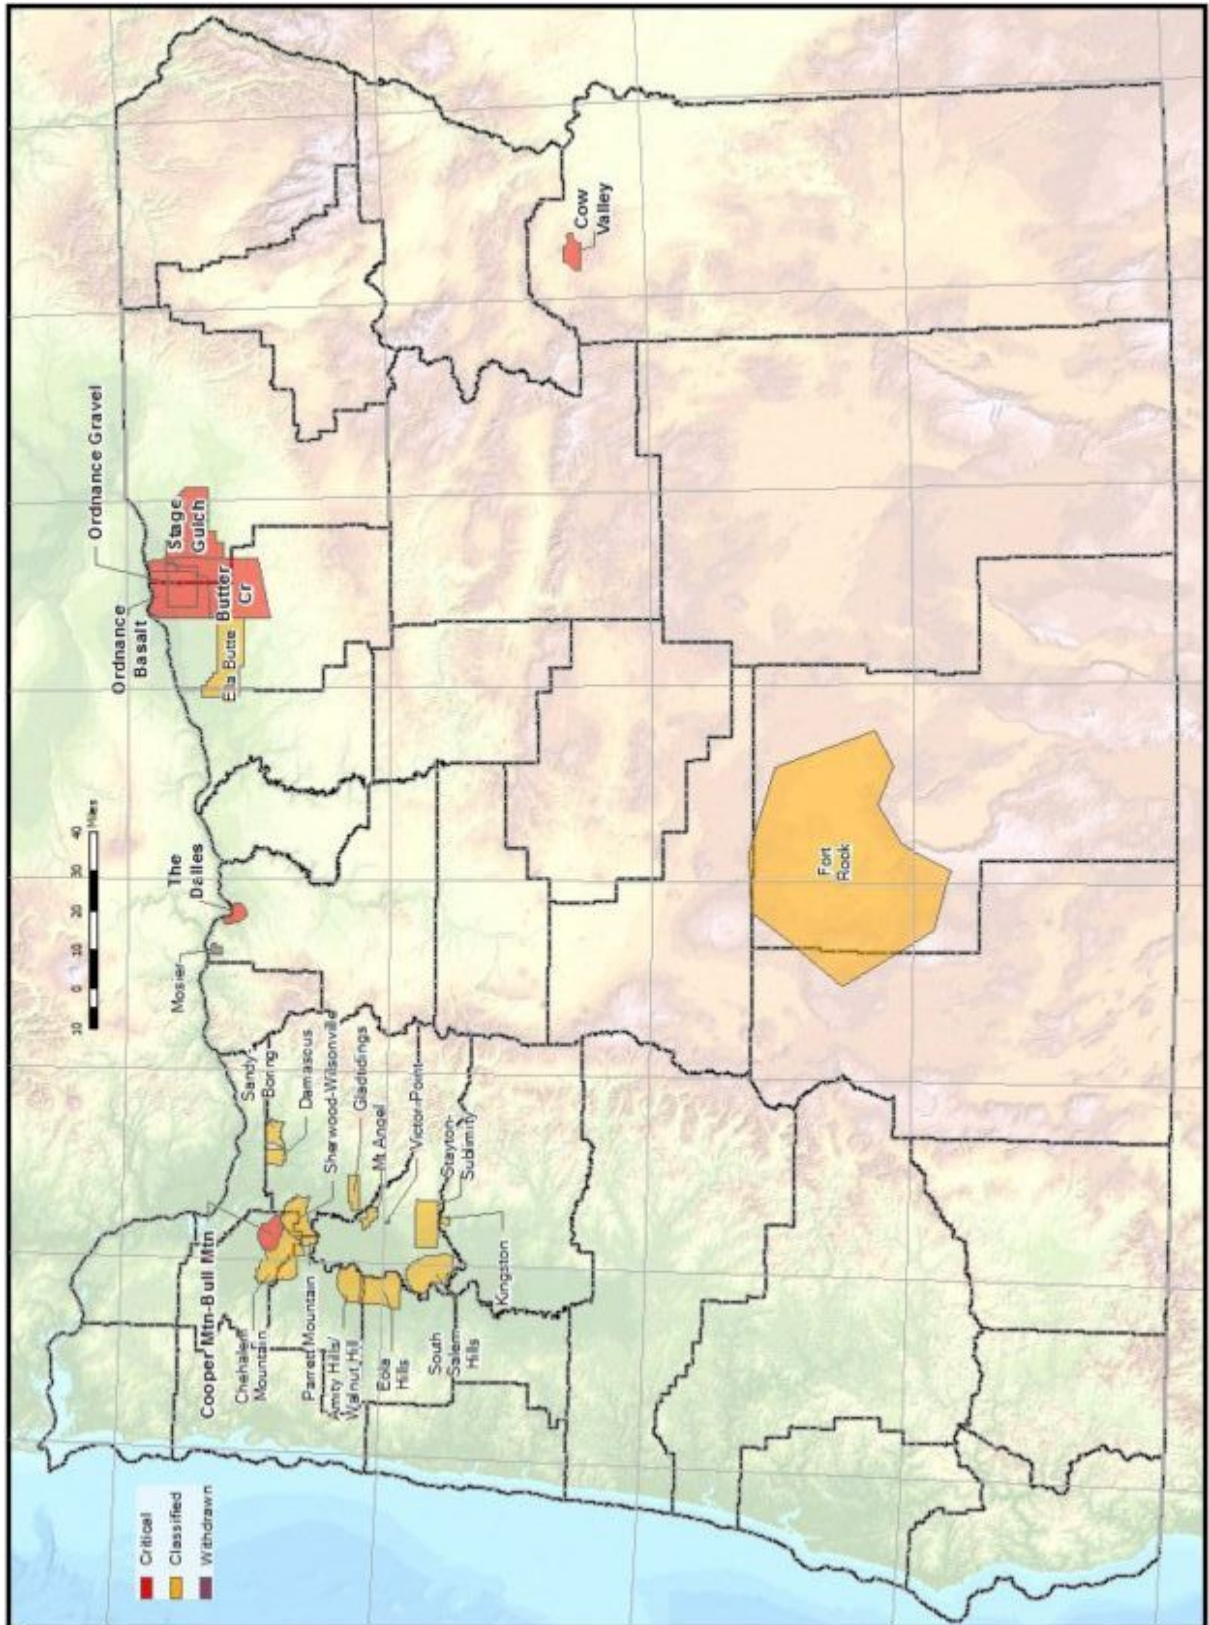 Critical
Classified
Withdrawn
10 0 10 20 30 40
Miles
Cooper Mtn-Bull Mtn
Chehalem
Mountain
Parrett Mountain
Amity Hills/
Walnut Hill
Eola
Hills
South
Salem
Hills
Kingston
Sandy-
Boring
Damascus
Sherwood-Wilsonville
Gladtidings
Mt Angel
Victor-Point
Stayton-
Sublimity
Mosier
The
Dalles
Ordnance
Basalt
Ordnance Gravel
Ella Butte
Butter
Cr
Stage
Gulch
Cow
Valley
Fort
Rock